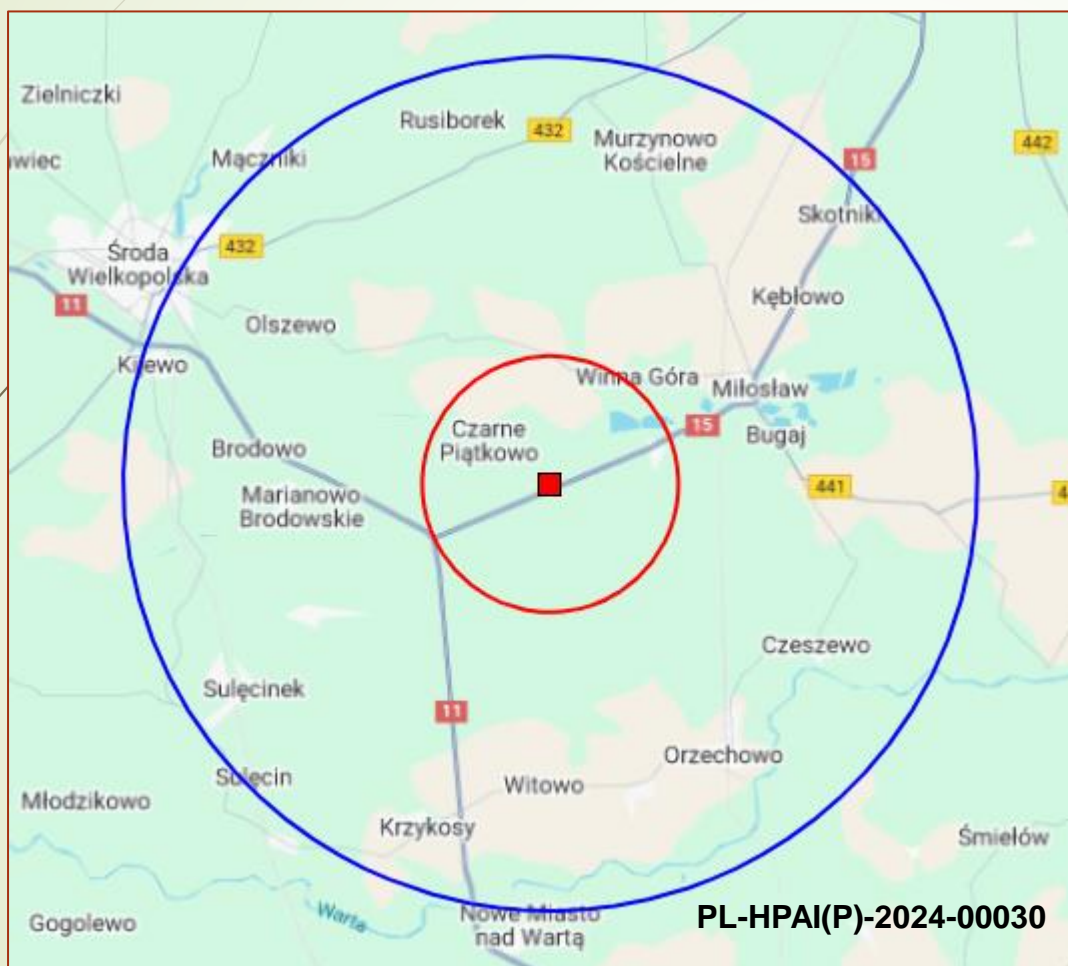 Zielniczki
Rusiborek
432
Murzynowo
Kościelne
442
15
wiec
Mączniki
Skotniki
432
Środa
Wielkopolska
11
Kębłowo
Olszewo
Kijewo
Winna Góra
Miłosław
15
Czarne
Piątkowo
Bugaj
Brodowo
441
4
Marianowo
Brodowskie
Czeszewo
Sulęcinek
11
Orzechowo
Sulęcin
Witowo
Młodzikowo
Krzykosy
Śmiełów
Warta
Nowe Miasto
nad Wartą
Gogolewo
PL-HPAI(P)-2024-00030